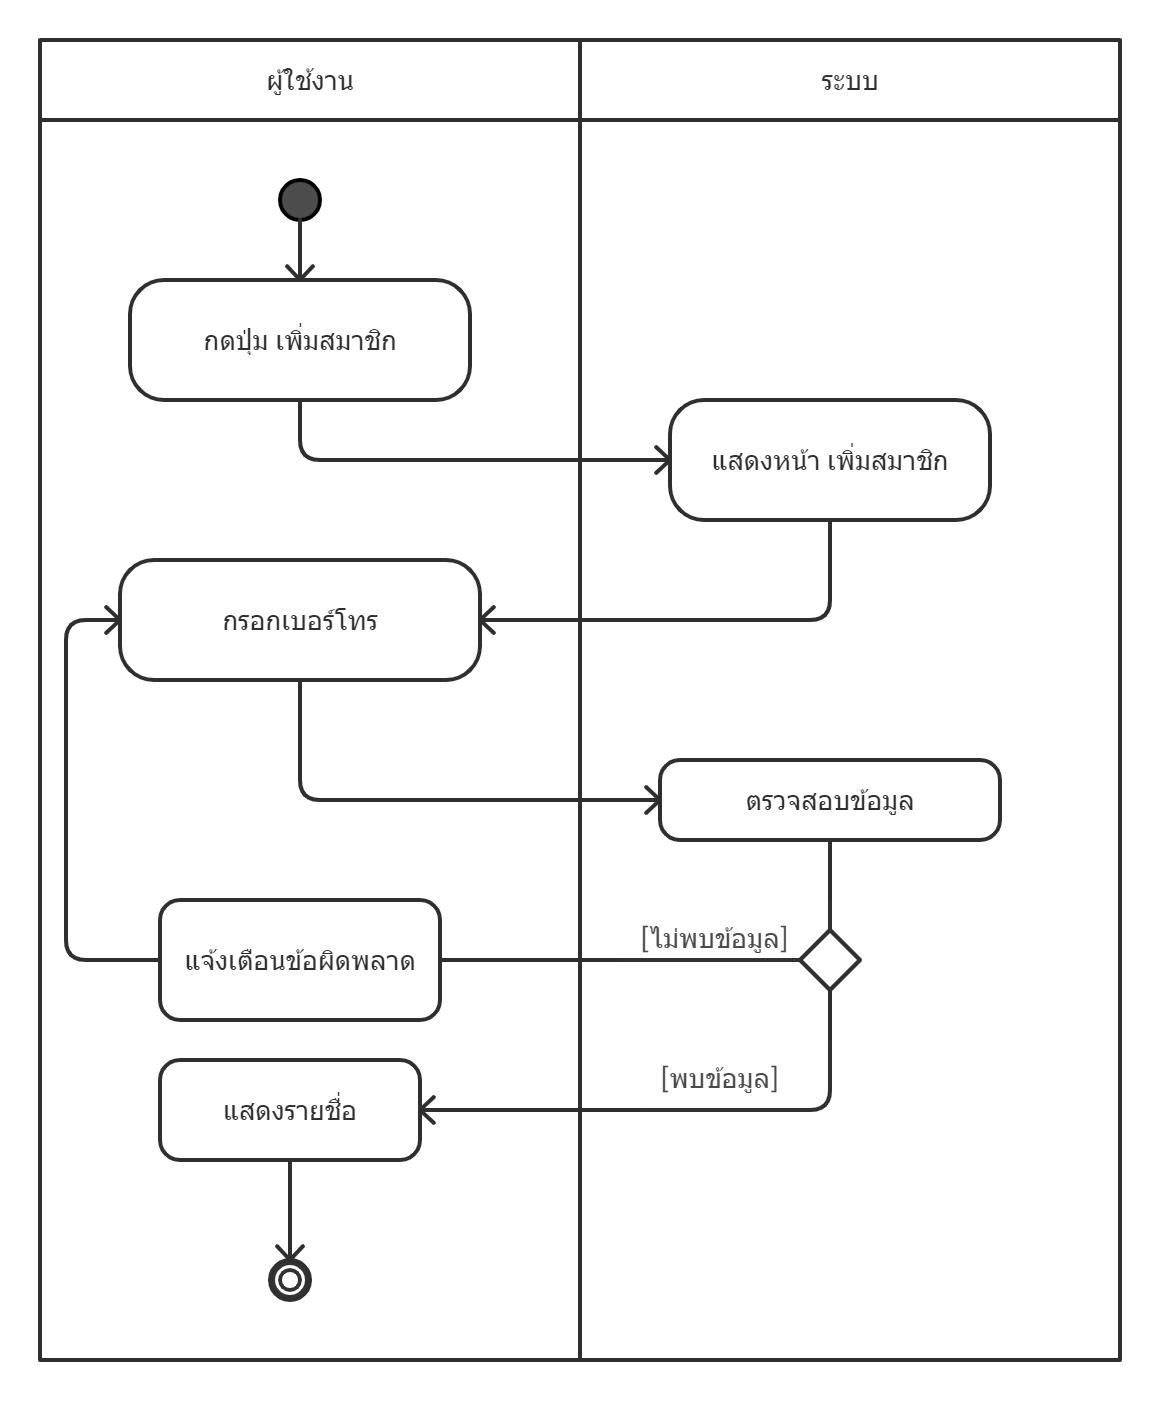 ผู้ใช้งาน
ระบบ
กดปุ่ม เพิ่มสมาชิก
แสดงหน้า เพิ่มสมาชิก
กรอกเบอร์โทร
ตรวจสอบข้อมูล
[ไม่พบข้อมูล]
แจ้งเตือนข้อผิดพลาด
[พบข้อมูล]
แสดงรายชื่อ